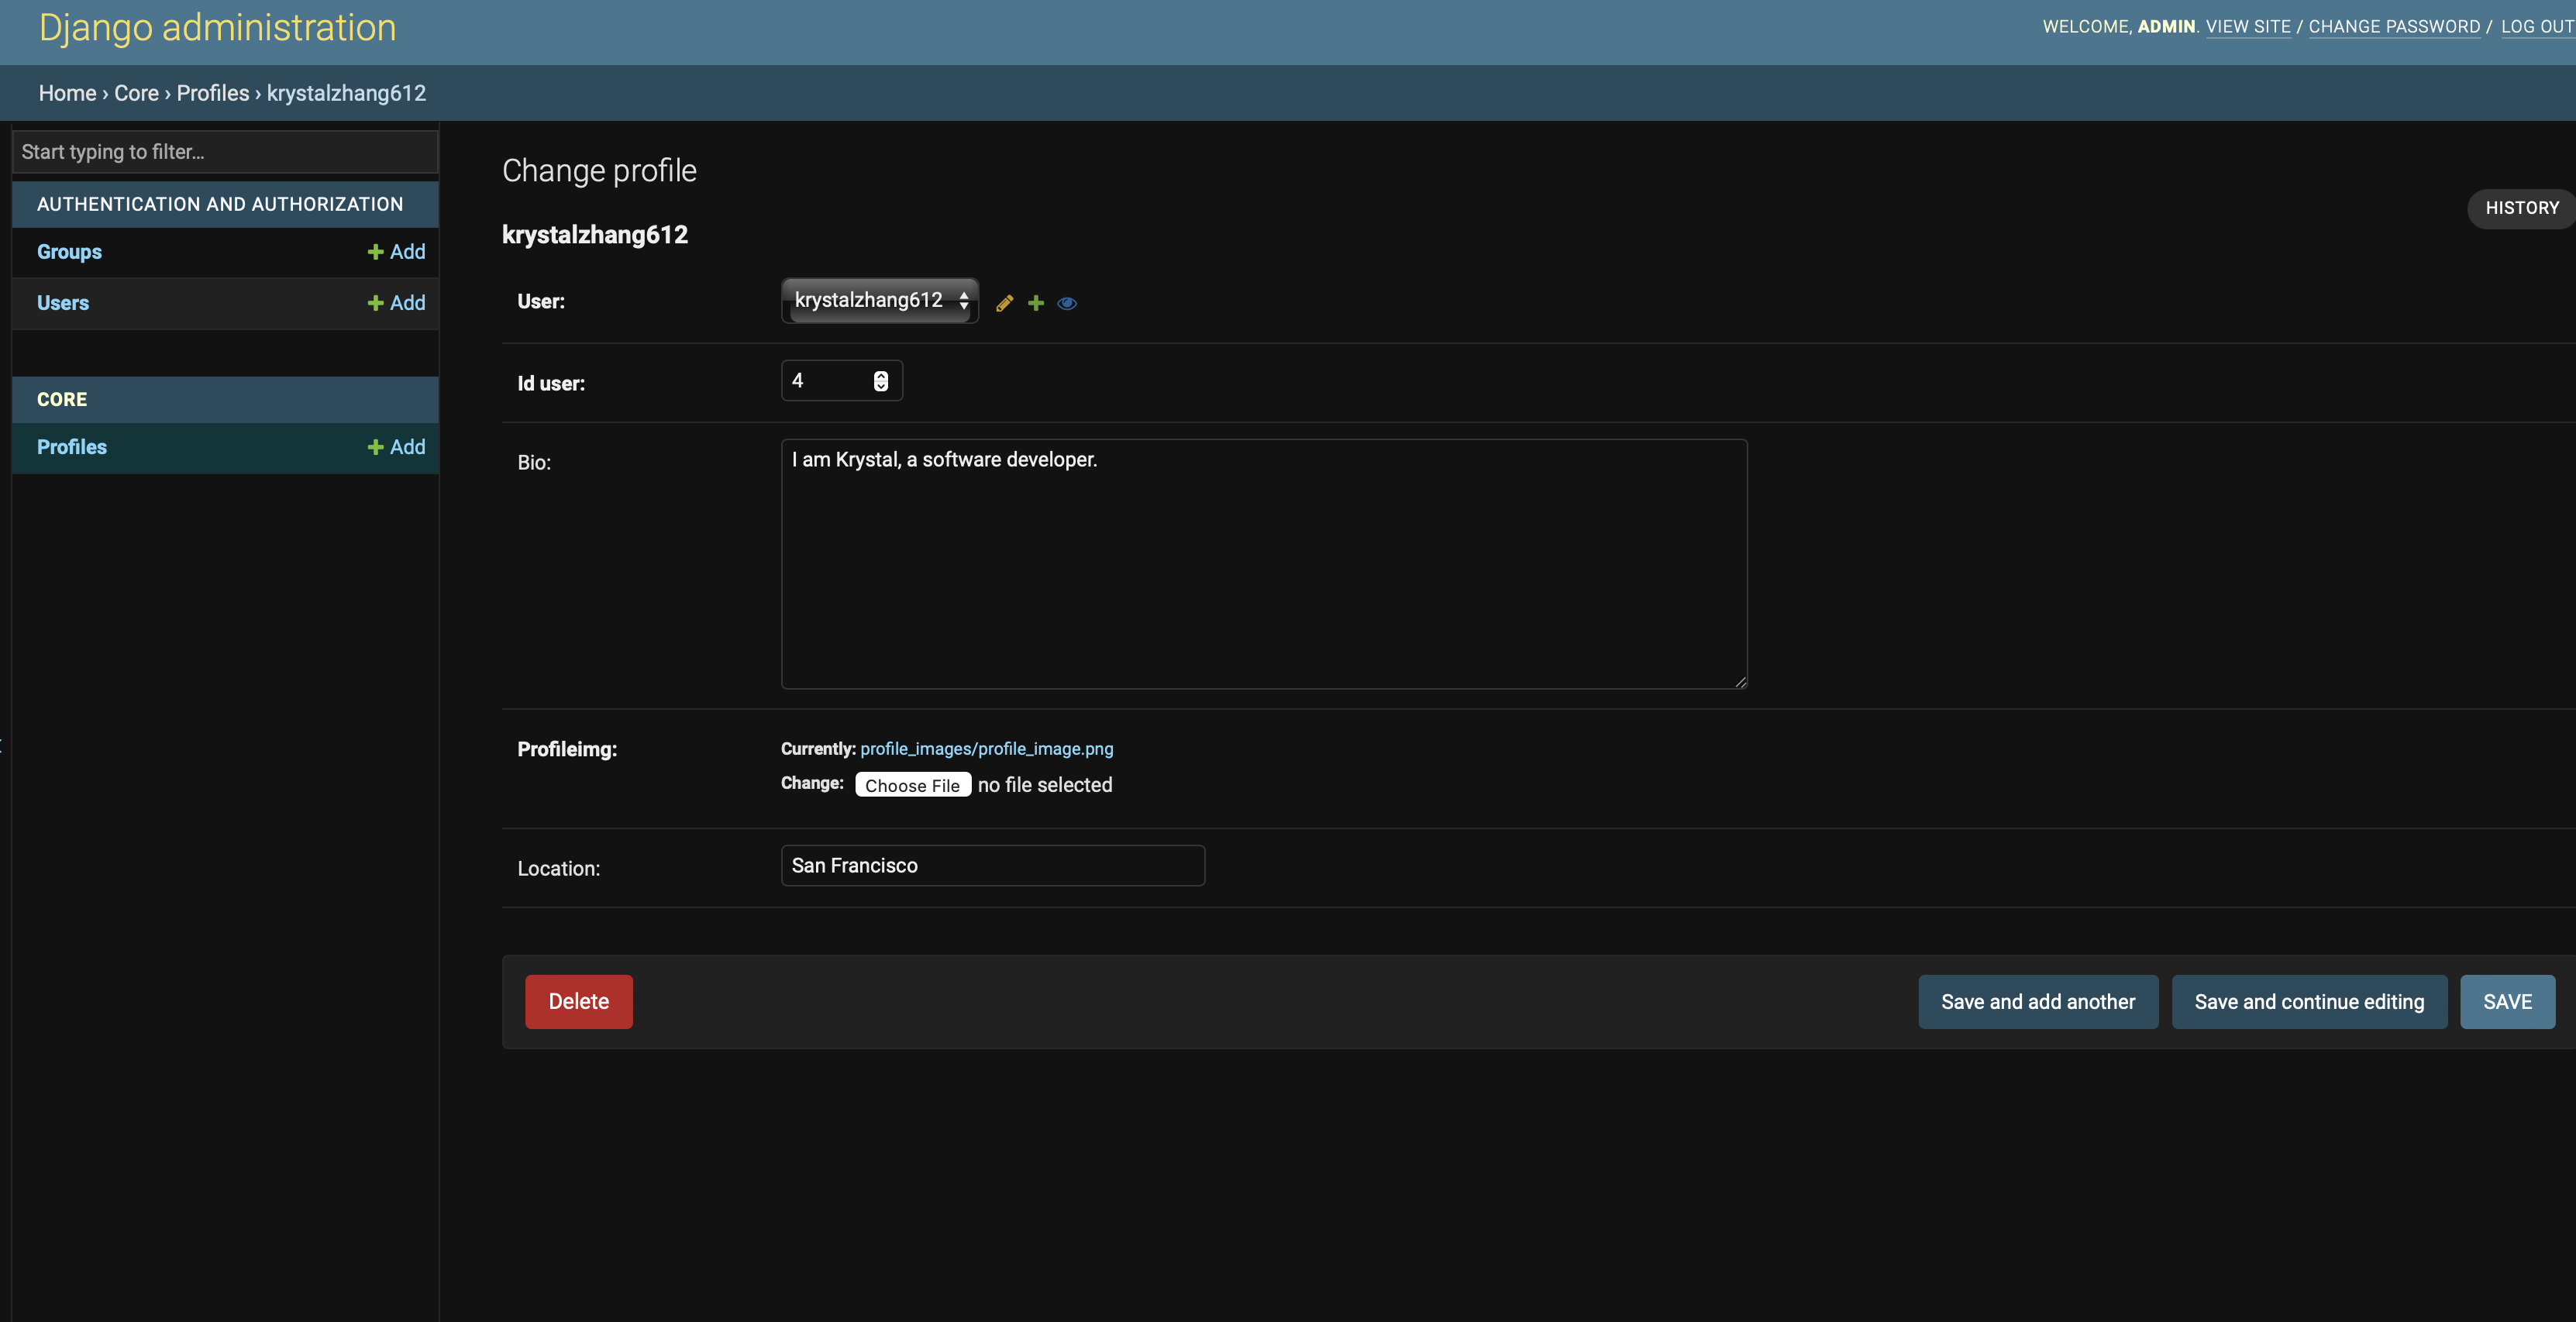 Django administration
WELCOME, ADMIN. VIEW SITE / CHANGE PASSWORD / LOG OUT
Home › Core › Profiles › krystalzhang612
Start typing to filter...
AUTHENTICATION AND AUTHORIZATION
Groups + Add
Users + Add
CORE
Profiles + Add
Change profile
HISTORY
krystalzhang612
User: krystalzhang612
Id user: 4
Bio: I am Krystal, a software developer.
Profileimg: Currently: profile_images/profile_image.png
Change: Choose File no file selected
Location: San Francisco
Delete Save and add another Save and continue editing SAVE